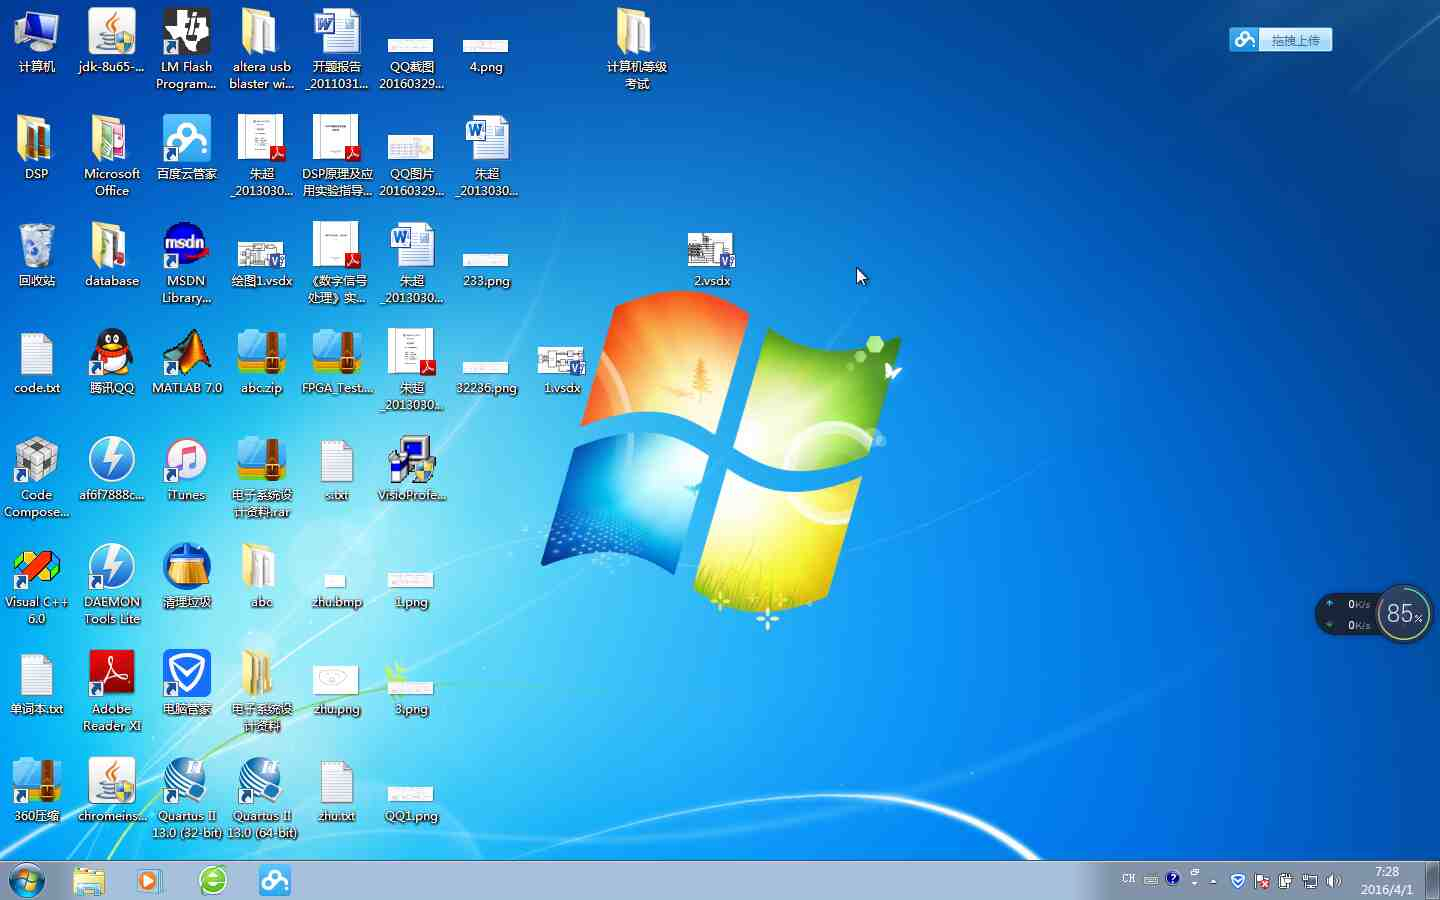 计算机
jdk-8u65-...
LM Flash
Program...
altera usb
blaster wi...
开题报告
_2011031...
QQ截图
20160329...
4.png
计算机等级
考试
拖拽上传
DSP
Microsoft
Office
百度云管家
朱超
_2013030...
DSP原理及应
用实验指导...
QQ图片
20160329...
朱超
_2013030...
回收站
database
msdn
MSDN
Library...
绘图1.vsdx
《数字信号
处理》实...
朱超
_2013030...
233.png
2.vsdx
code.txt
腾讯QQ
MATLAB 7.0
abc.zip
FPGA_Test...
朱超
_2013030...
32236.png
1.vsdx
Code
Compose...
af6f7888c...
iTunes
电子系统设
计资料.rar
s.txt
VisioProfe...
Visual C++
6.0
DAEMON
Tools Lite
清理垃圾
abc
zhu.bmp
1.png
0K/s
0K/s
85%
单词本.txt
Adobe
Reader XI
电脑管家
电子系统设
计资料
zhu.png
3.png
360压缩
chromeins...
Quartus II
13.0 (32-bit)
Quartus II
13.0 (64-bit)
zhu.txt
QQ1.png
CH
7:28
2016/4/1